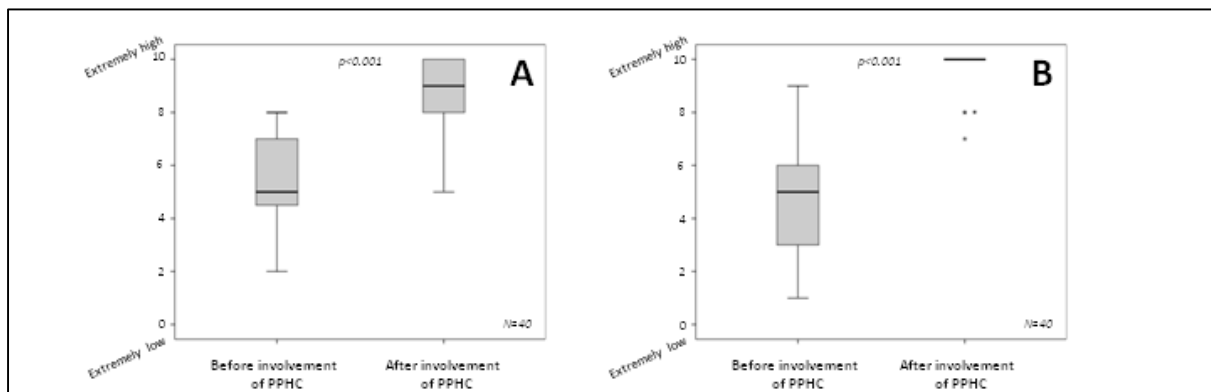 Extremely high
10
8
6
4
2
0
Extremely low
p<0.001
A
N=40
Before involvement
of PPHC
After involvement
of PPHC
Extremely high
10
8
6
4
2
0
Extremely low
p<0.001
B
N=40
Before involvement
of PPHC
After involvement
of PPHC